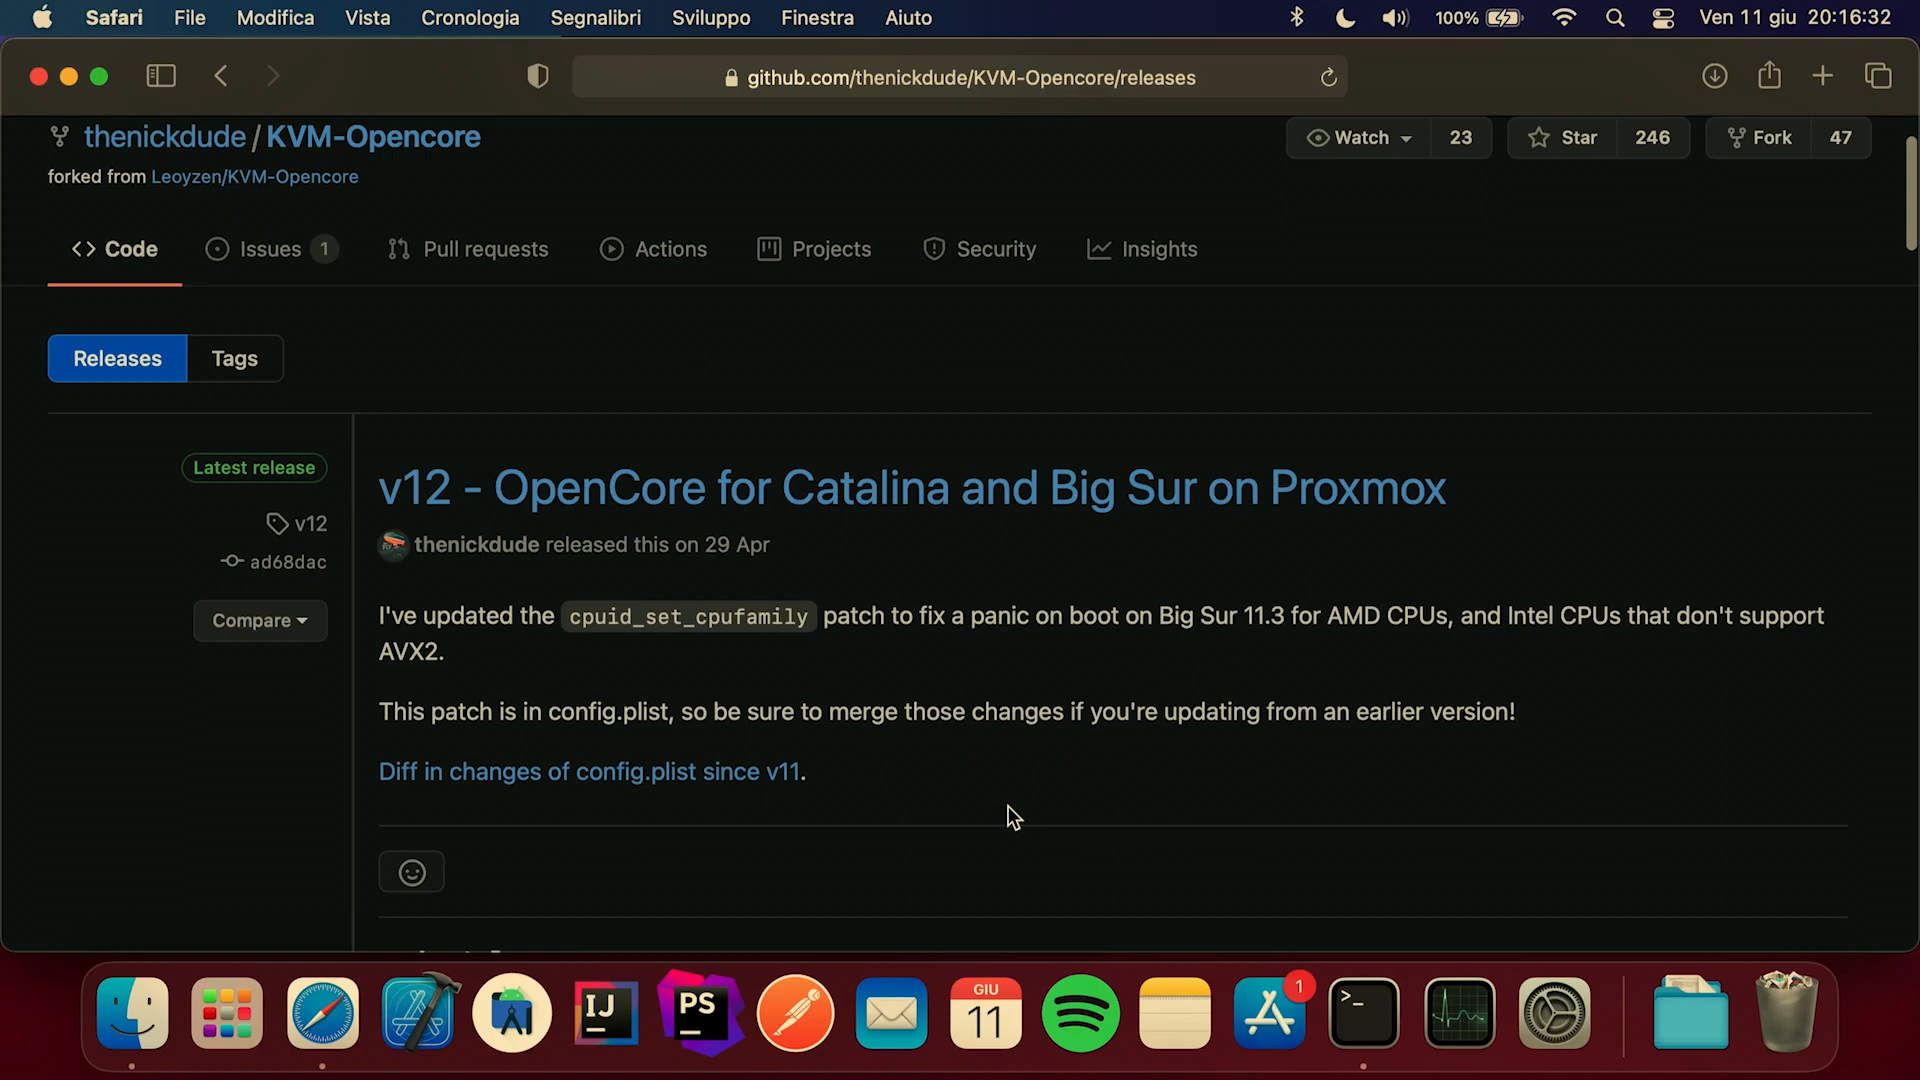 Safari File Modifica Vista Cronologia Segnalibri Sviluppo Finestra Aiuto 100% Ven 11 giu 20:16:32
github.com/thenickdude/KVM-Opencore/releases
thenickdude / KVM-Opencore Watch 23 Star 246 Fork 47
forked from Leoyzen/KVM-Opencore
Code Issues 1 Pull requests Actions Projects Security Insights
Releases Tags
Latest release
v12
ad68dac
Compare
v12 - OpenCore for Catalina and Big Sur on Proxmox
thenickdude released this on 29 Apr
I've updated the cpuid_set_cpufamily patch to fix a panic on boot on Big Sur 11.3 for AMD CPUs, and Intel CPUs that don't support
AVX2.
This patch is in config.plist, so be sure to merge those changes if you're updating from an earlier version!
Diff in changes of config.plist since v11.
IJ PS GIU 11 1 >_